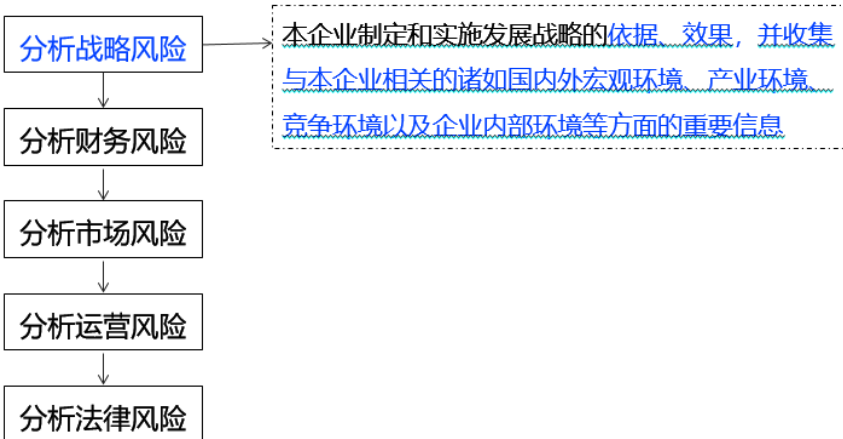 分析战略风险
本企业制定和实施发展战略的依据、效果，并收集
与本企业相关的诸如国内外宏观环境、产业环境、
竞争环境以及企业内部环境等方面的重要信息
分析财务风险
分析市场风险
分析运营风险
分析法律风险